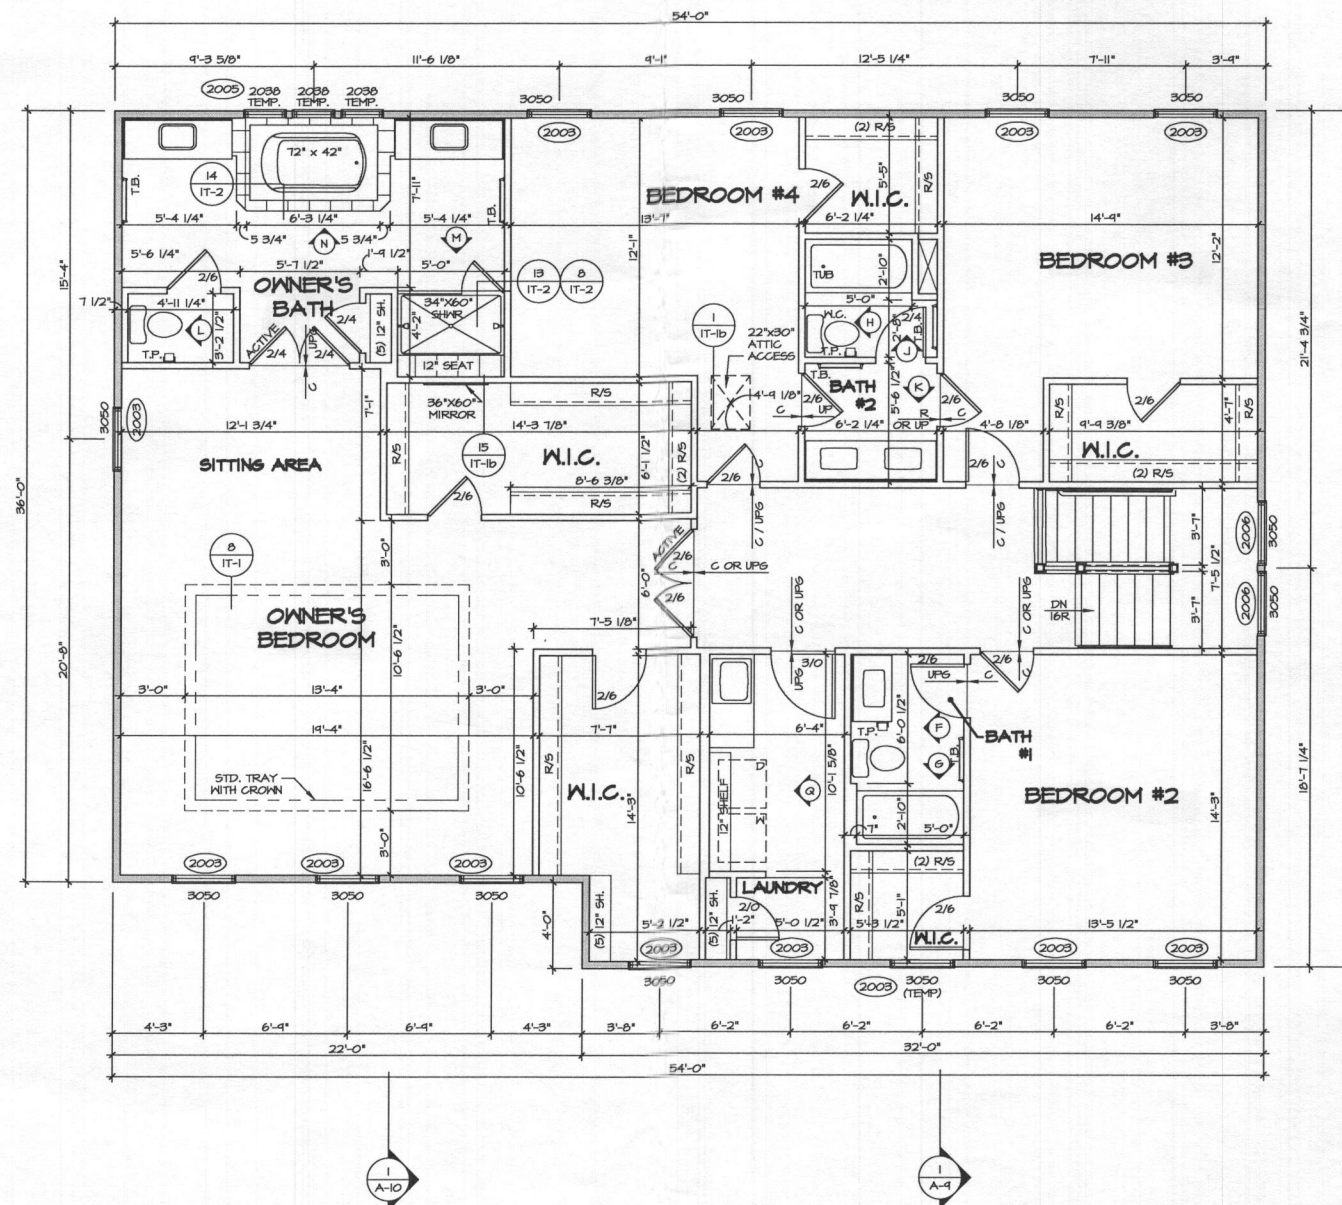 54'-0"
9'-3 5/8"
11'-6 1/8"
9'-1"
12'-5 1/4"
7'-11"
3'-9"
2005
2038
TEMP.
2038
TEMP.
2038
TEMP.
3050
3050
3050
3050
2003
2003
2003
2003
72" x 42"
14
IT-2
T.B.
T.B.
7'-11"
5'-4 1/4"
6'-3 1/4"
5'-4 1/4"
5 3/4"
N
5 3/4"
M
5'-6 1/4"
5'-7 1/2"
1'-9 1/2"
5'-0"
2/6
OWNER'S
BATH
7 1/2"
4'-11 1/4"
L
T.P.
3'-2 1/2"
ACTIVE
2/4
2/4
UPG
C
2/4
(5) 12" SH.
34"X60"
SHWR
4'-2"
12" SEAT
36"X60"
MIRROR
13
IT-2
8
IT-2
BEDROOM #4
13'-7"
12'-1"
2/6
(2) R/S
5'-5"
R/S
W.I.C.
6'-2 1/4"
TUB
2'-10"
5'-0"
W.C.
H
T.P.
2'-8"
2/4
T.B.
J
T.B.
BATH
#2
K
5'-6 1/2"
2/6
C
UP
R
OR UP
C
2/6
6'-2 1/4"
4'-8 1/8"
1
IT-1b
22"x30"
ATTIC
ACCESS
4'-9 1/8"
14'-9"
BEDROOM #3
12'-2"
R/S
2/6
4'-7"
R/S
9'-9 3/8"
W.I.C.
(2) R/S
2/6
36'-0"
15'-4"
20'-8"
3050
2003
12'-1 3/4"
7'-1"
SITTING AREA
R/S
14'-3 7/8"
15
IT-1b
W.I.C.
6'-1 1/2"
(2) R/S
8'-6 3/8"
R/S
R/S
2/6
2/6
C
C / UPG
C
C / UPG
21'-4 3/4"
18'-7 1/4"
8
IT-1
3'-0"
ACTIVE
2/6
C
C OR UPG
6'-0"
2/6
C OR UPG
C OR UPG
DN
16R
3'-7"
7'-5 1/2"
3'-7"
2006
3050
2006
3050
OWNER'S
BEDROOM
10'-6 1/2"
7'-5 1/8"
3'-0"
13'-4"
3'-0"
19'-4"
STD. TRAY
WITH CROWN
16'-6 1/2"
3'-0"
10'-6 1/2"
2/6
7'-7"
R/S
R/S
W.I.C.
14'-3"
3/0
UPG
6'-4"
10'-1 5/8"
Q
12" SHELF
D
W
2/6
UPG
C
2/6
C
T.P.
6'-0 1/2"
F
G
T.B.
BATH
#1
7"
2'-10"
5'-0"
BEDROOM #2
14'-3"
2003
2003
2003
3050
3050
3050
4'-0"
(5) 12" SH.
5'-2 1/2"
(5) 12" SH.
LAUNDRY
2/0
1'-2"
5'-0 1/2"
3'-9 7/8"
(2) R/S
R/S
5'-1"
5'-3 1/2"
2/6
W.I.C.
13'-5 1/2"
2003
2003
2003
2003
2003
3050
3050
3050
(TEMP)
3050
3050
4'-3"
6'-9"
6'-9"
4'-3"
3'-8"
6'-2"
6'-2"
6'-2"
6'-2"
3'-8"
22'-0"
32'-0"
54'-0"
1
A-10
1
A-9